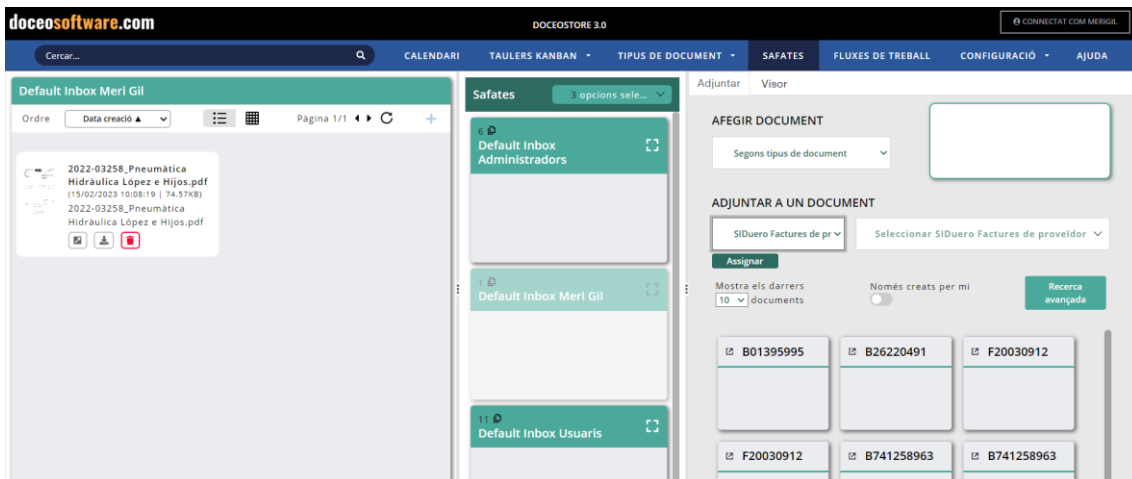 doceosoftware.com
DOCEOSTORE 3.0
CONNECTAT COM MERIGIL
Cercar...
CALENDARI
TAULERS KANBAN
TIPUS DE DOCUMENT
SAFATES
FLUXES DE TREBALL
CONFIGURACIÓ
AJUDA
Default Inbox Meri Gil
Ordre
Data creació ▲
Pàgina 1/1
2022-03258_Pneumàtica
Hidràulica López e Hijos.pdf
(15/02/2023 10:08:19 | 74.57KB)
2022-03258_Pneumàtica
Hidràulica López e Hijos.pdf
Safates
3 opcions sele...
6
Default Inbox
Administradors
1
Default Inbox Meri Gil
11
Default Inbox Usuaris
Adjuntar
Visor
AFEGIR DOCUMENT
Segons tipus de document
ADJUNTAR A UN DOCUMENT
SIDuero Factures de pr
Seleccionar SIDuero Factures de proveïdor
Assignar
Mostra els darrers
10 documents
Només creats per mi
Recerca
avançada
B01395995
B26220491
F20030912
F20030912
B741258963
B741258963